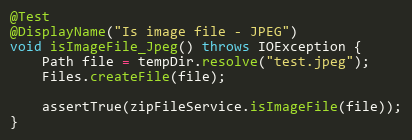 @Test
@DisplayName("Is image file - JPEG")
void isImageFile_Jpeg() throws IOException {
    Path file = tempDir.resolve("test.jpeg");
    Files.createFile(file);

    assertTrue(zipFileService.isImageFile(file));
}